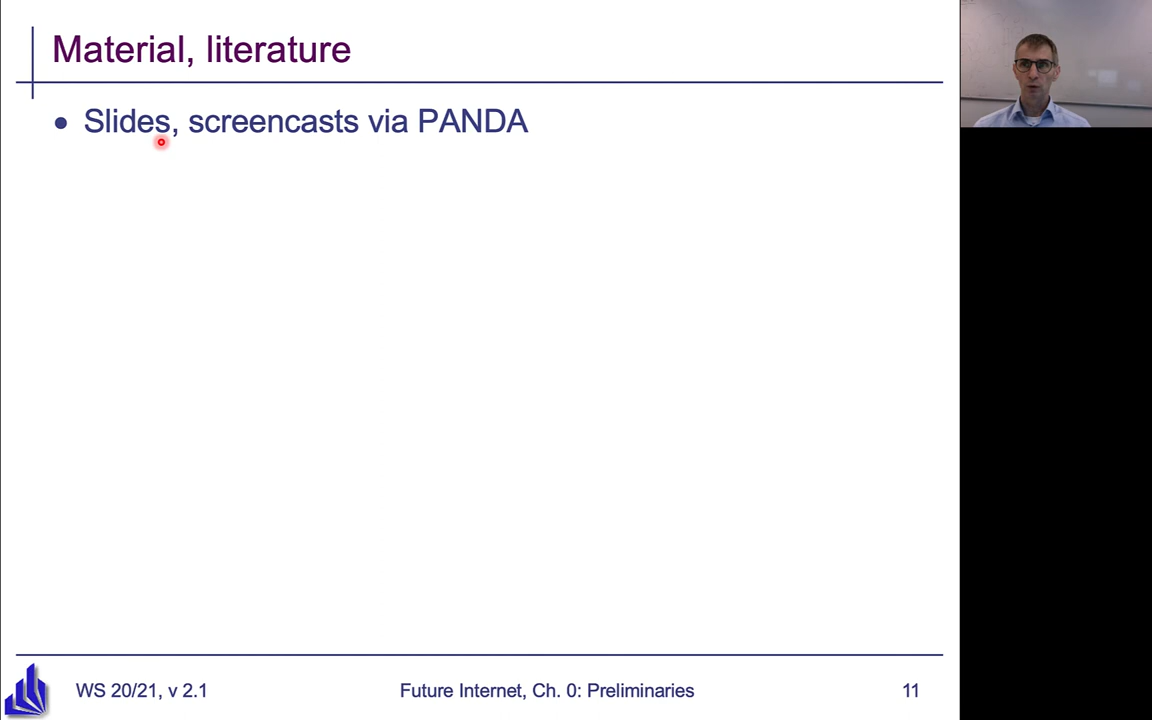 Material, literature
• Slides, screencasts via PANDA
WS 20/21, v 2.1
Future Internet, Ch. 0: Preliminaries
11